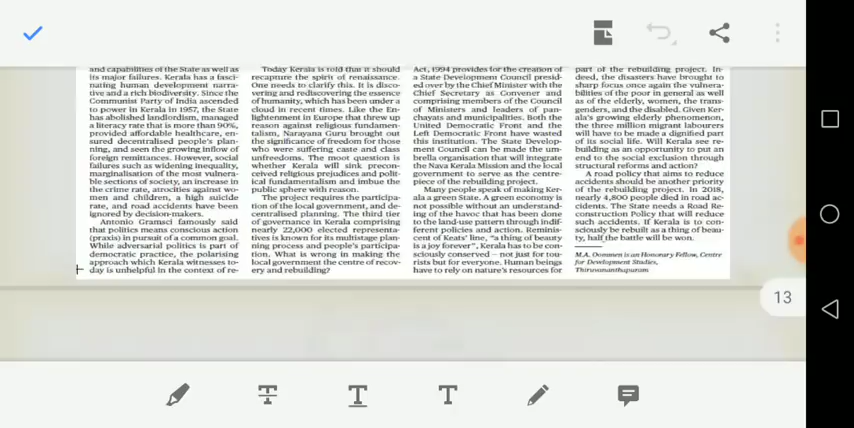 and capabilities of the State as well as
its major failures. Kerala has a fasci-
nating human development narra-
tive and a rich biodiversity. Since the
Communist Party of India ascended
to power in Kerala in 1957, the State
has abolished landlordism, managed
a literacy rate that is more than 90%,
provided affordable healthcare, en-
sured decentralised people's plan-
ning, and seen the growing inflow of
foreign remittances. However, social
failures such as widening inequality,
marginalisation of the most vulnera-
ble sections of society, an increase in
the crime rate, atrocities against wo-
men and children, a high suicide
rate, and road accidents have been
ignored by decision-makers.
Antonio Gramsci famously said
that politics means conscious action
(praxis) in pursuit of a common goal.
While adversarial politics is part of
democratic practice, the polarising
approach which Kerala witnesses to-
day is unhelpful in the context of re-
Today Kerala is told that it should
recapture the spirit of renaissance.
One needs to clarify this. It is disco-
vering and rediscovering the essence
of humanity, which has been under a
cloud in recent times. Like the En-
lightenment in Europe that threw up
reason against religious fundamen-
talism, Narayana Guru brought out
the significance of freedom for those
who were suffering caste and class
unfreedoms. The moot question is
whether Kerala will sink precon-
ceived religious prejudices and polit-
ical fundamentalism and imbue the
public sphere with reason.
The project requires the participa-
tion of the local government, and de-
centralised planning. The third tier
of governance in Kerala comprising
nearly 22,000 elected representa-
tives is known for its multistage plan-
ning process and people's participa-
tion. What is wrong in making the
local government the centre of recov-
ery and rebuilding?
Act, 1994 provides for the creation of
a State Development Council presid-
ed over by the Chief Minister with the
Chief Secretary as Convener and
comprising members of the Council
of Ministers and leaders of pan-
chayats and municipalities. Both the
United Democratic Front and the
Left Democratic Front have wasted
this institution. The State Develop-
ment Council can be made the um-
brella organisation that will integrate
the Nava Kerala Mission and the local
government to serve as the centre-
piece of the rebuilding project.
Many people speak of making Ker-
ala a green State. A green economy is
not possible without an understand-
ing of the havoc that has been done
to the land-use pattern through indif-
ferent policies and action. Reminis-
cent of Keats' line, "a thing of beauty
is a joy forever", Kerala has to be con-
sciously conserved – not just for tou-
rists but for everyone. Human beings
have to rely on nature's resources for
part of the rebuilding project. In-
deed, the disasters have brought to
sharp focus once again the vulnera-
bilities of the poor in general as well
as of the elderly, women, the trans-
genders, and the disabled. Given Ker-
ala's growing elderly phenomenon,
the three million migrant labourers
will have to be made a dignified part
of its social life. Will Kerala see re-
building as an opportunity to put an
end to the social exclusion through
structural reforms and action?
A road policy that aims to reduce
accidents should be another priority
of the rebuilding project. In 2018,
nearly 4,800 people died in road ac-
cidents. The State needs a Road Re-
construction Policy that will reduce
such accidents. If Kerala is to con-
sciously be rebuilt as a thing of beau-
ty, half the battle will be won.
M.A. Oommen is an Honorary Fellow, Centre
for Development Studies,
Thiruvananthapuram
13
T
T
T